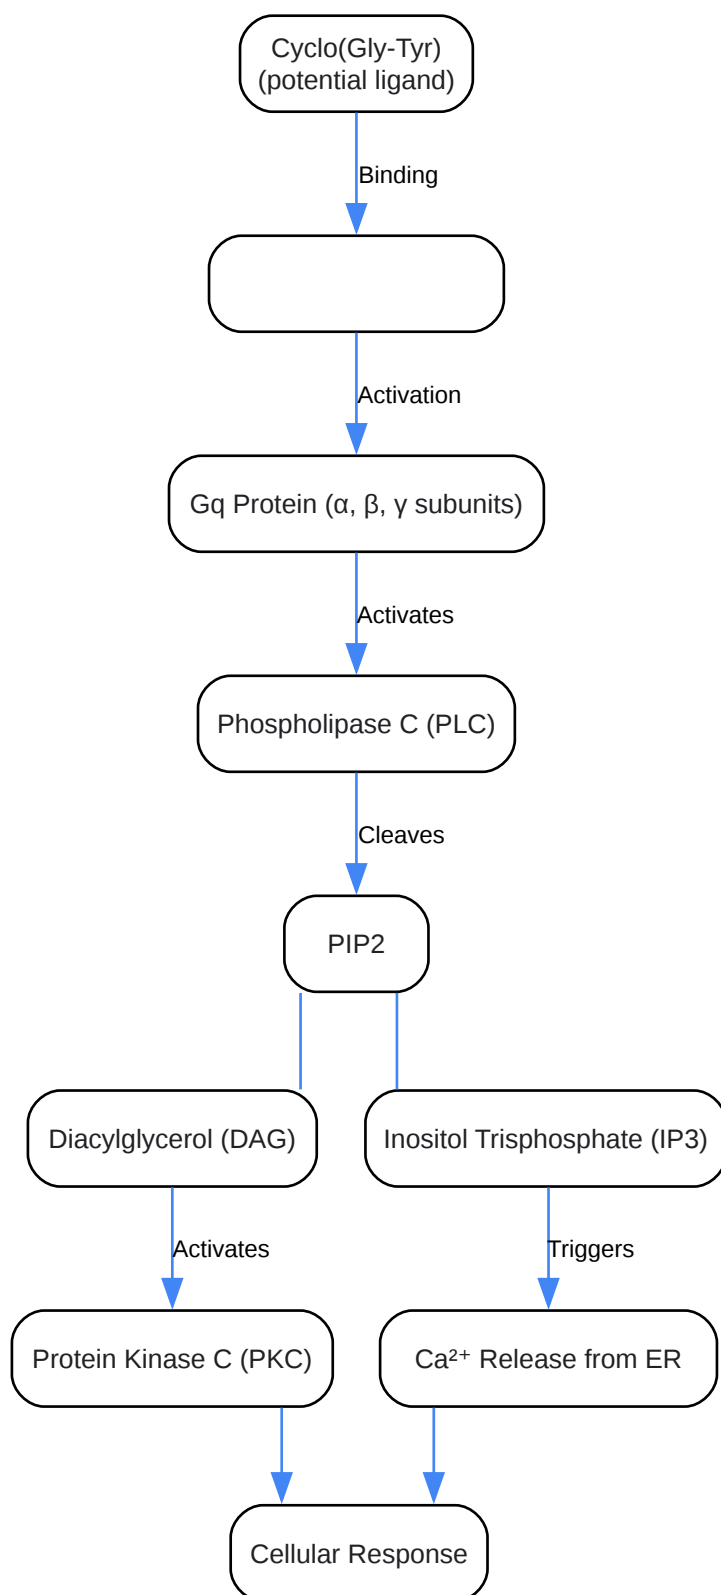 Cyclo(Gly-Tyr)
(potential ligand)
Binding
Activation
Gq Protein (α, β, γ subunits)
Activates
Phospholipase C (PLC)
Cleaves
PIP2
Diacylglycerol (DAG)
Inositol Trisphosphate (IP3)
Activates
Triggers
Protein Kinase C (PKC)
Ca²⁺ Release from ER
Cellular Response